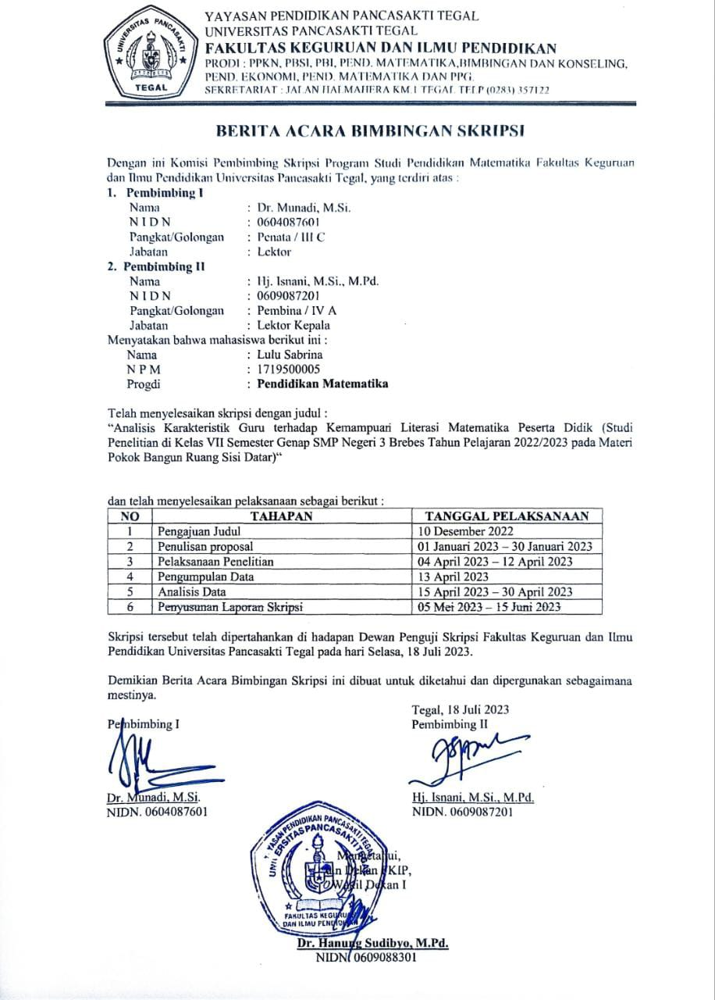 UNIVERSITAS PANCASAKTI
TEGAL
YAYASAN PENDIDIKAN PANCASAKTI TEGAL
UNIVERSITAS PANCASAKTI TEGAL
FAKULTAS KEGURUAN DAN ILMU PENDIDIKAN
PRODI : PPKN, PBSI, PBI, PEND. MATEMATIKA,BIMBINGAN DAN KONSELING,
PEND. EKONOMI, PEND. MATEMATIKA DAN PPG.
SEKRETARIAT : JALAN HALMAHERA KM.1 TEGAL TELP (0283) 357122
BERITA ACARA BIMBINGAN SKRIPSI
Dengan ini Komisi Pembimbing Skripsi Program Studi Pendidikan Matematika Fakultas Keguruan
dan Ilmu Pendidikan Universitas Pancasakti Tegal, yang terdiri atas :
1. Pembimbing I
Nama : Dr. Munadi, M.Si.
N I D N : 0604087601
Pangkat/Golongan : Penata / III C
Jabatan : Lektor
2. Pembimbing II
Nama : Hj. Isnani, M.Si., M.Pd.
N I D N : 0609087201
Pangkat/Golongan : Pembina / IV A
Jabatan : Lektor Kepala
Menyatakan bahwa mahasiswa berikut ini :
Nama : Lulu Sabrina
N P M : 1719500005
Progdi : Pendidikan Matematika
Telah menyelesaikan skripsi dengan judul :
“Analisis Karakteristik Guru terhadap Kemampuan Literasi Matematika Peserta Didik (Studi
Penelitian di Kelas VII Semester Genap SMP Negeri 3 Brebes Tahun Pelajaran 2022/2023 pada Materi
Pokok Bangun Ruang Sisi Datar)“
dan telah menyelesaikan pelaksanaan sebagai berikut :
NO TAHAPAN TANGGAL PELAKSANAAN
1 Pengajuan Judul 10 Desember 2022
2 Penulisan proposal 01 Januari 2023 – 30 Januari 2023
3 Pelaksanaan Penelitian 04 April 2023 – 12 April 2023
4 Pengumpulan Data 13 April 2023
5 Analisis Data 15 April 2023 – 30 April 2023
6 Penyusunan Laporan Skripsi 05 Mei 2023 – 15 Juni 2023
Skripsi tersebut telah dipertahankan di hadapan Dewan Penguji Skripsi Fakultas Keguruan dan Ilmu
Pendidikan Universitas Pancasakti Tegal pada hari Selasa, 18 Juli 2023.
Demikian Berita Acara Bimbingan Skripsi ini dibuat untuk diketahui dan dipergunakan sebagaimana
mestinya.
Tegal, 18 Juli 2023
Pembimbing I Pembimbing II
Dr. Munadi, M.Si. Hj. Isnani, M.Si., M.Pd.
NIDN. 0604087601 NIDN. 0609087201
YAYASAN PENDIDIKAN PANCASAKTI TEGAL
UNIVERSITAS PANCASAKTI TEGAL
Mengetahui,
Dekan FKIP,
Wakil Dekan I
FAKULTAS KEGURUAN
DAN ILMU PENDIDIKAN
Dr. Hanung Sudibyo, M.Pd.
NIDN. 0609088301